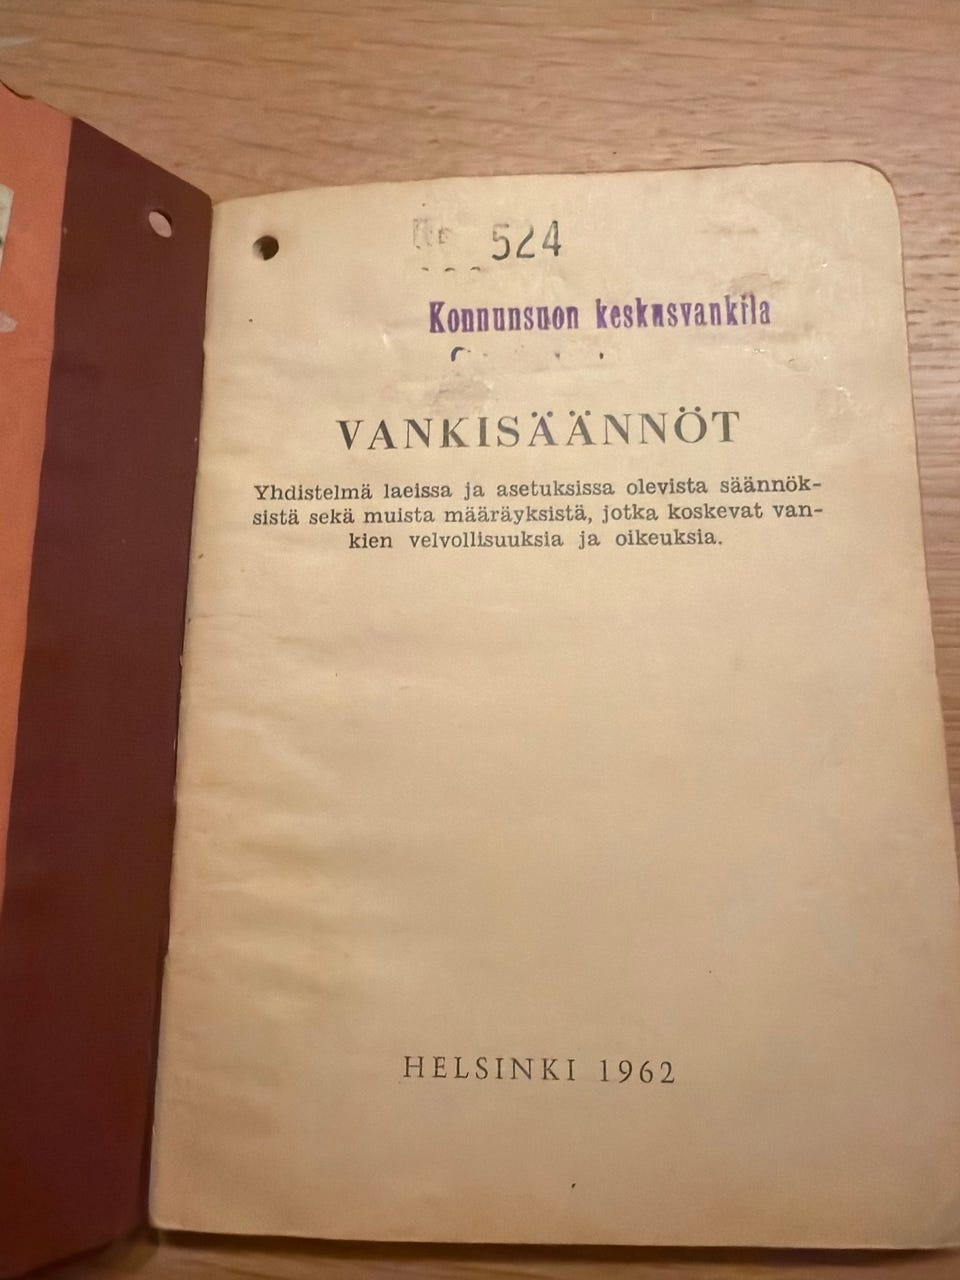 524
Konnunsuon keskusvankila
VANKISÄÄNNÖT
Yhdistelmä laeissa ja asetuksissa olevista säännök-
sistä sekä muista määräyksistä, jotka koskevat van-
kien velvollisuuksia ja oikeuksia.
HELSINKI 1962